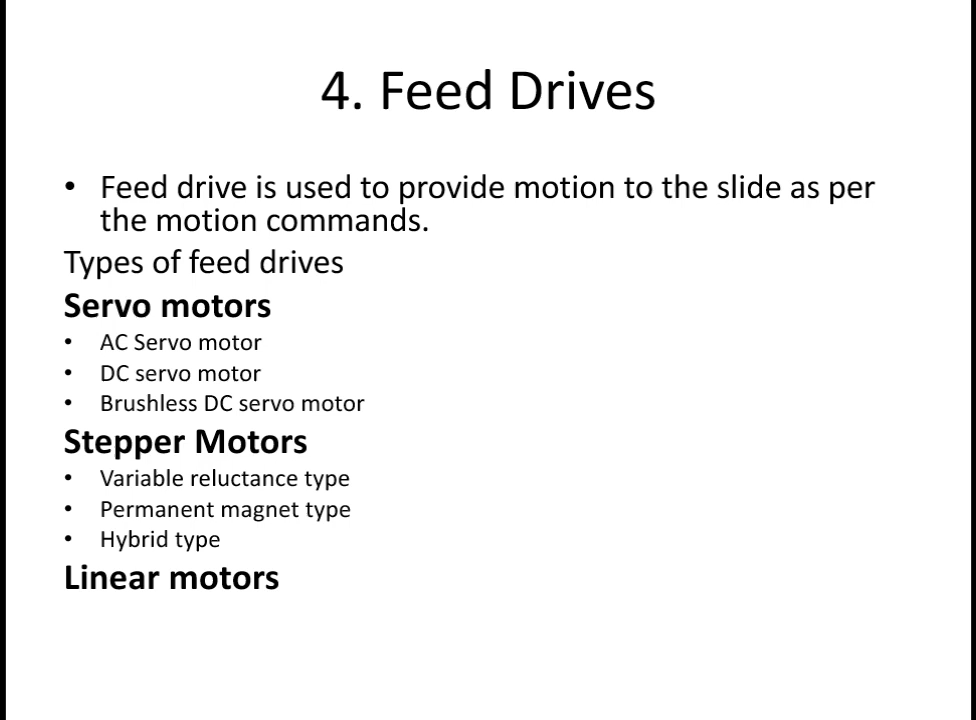 4. Feed Drives
• Feed drive is used to provide motion to the slide as per
the motion commands.
Types of feed drives
Servo motors
• AC Servo motor
• DC servo motor
• Brushless DC servo motor
Stepper Motors
• Variable reluctance type
• Permanent magnet type
• Hybrid type
Linear motors